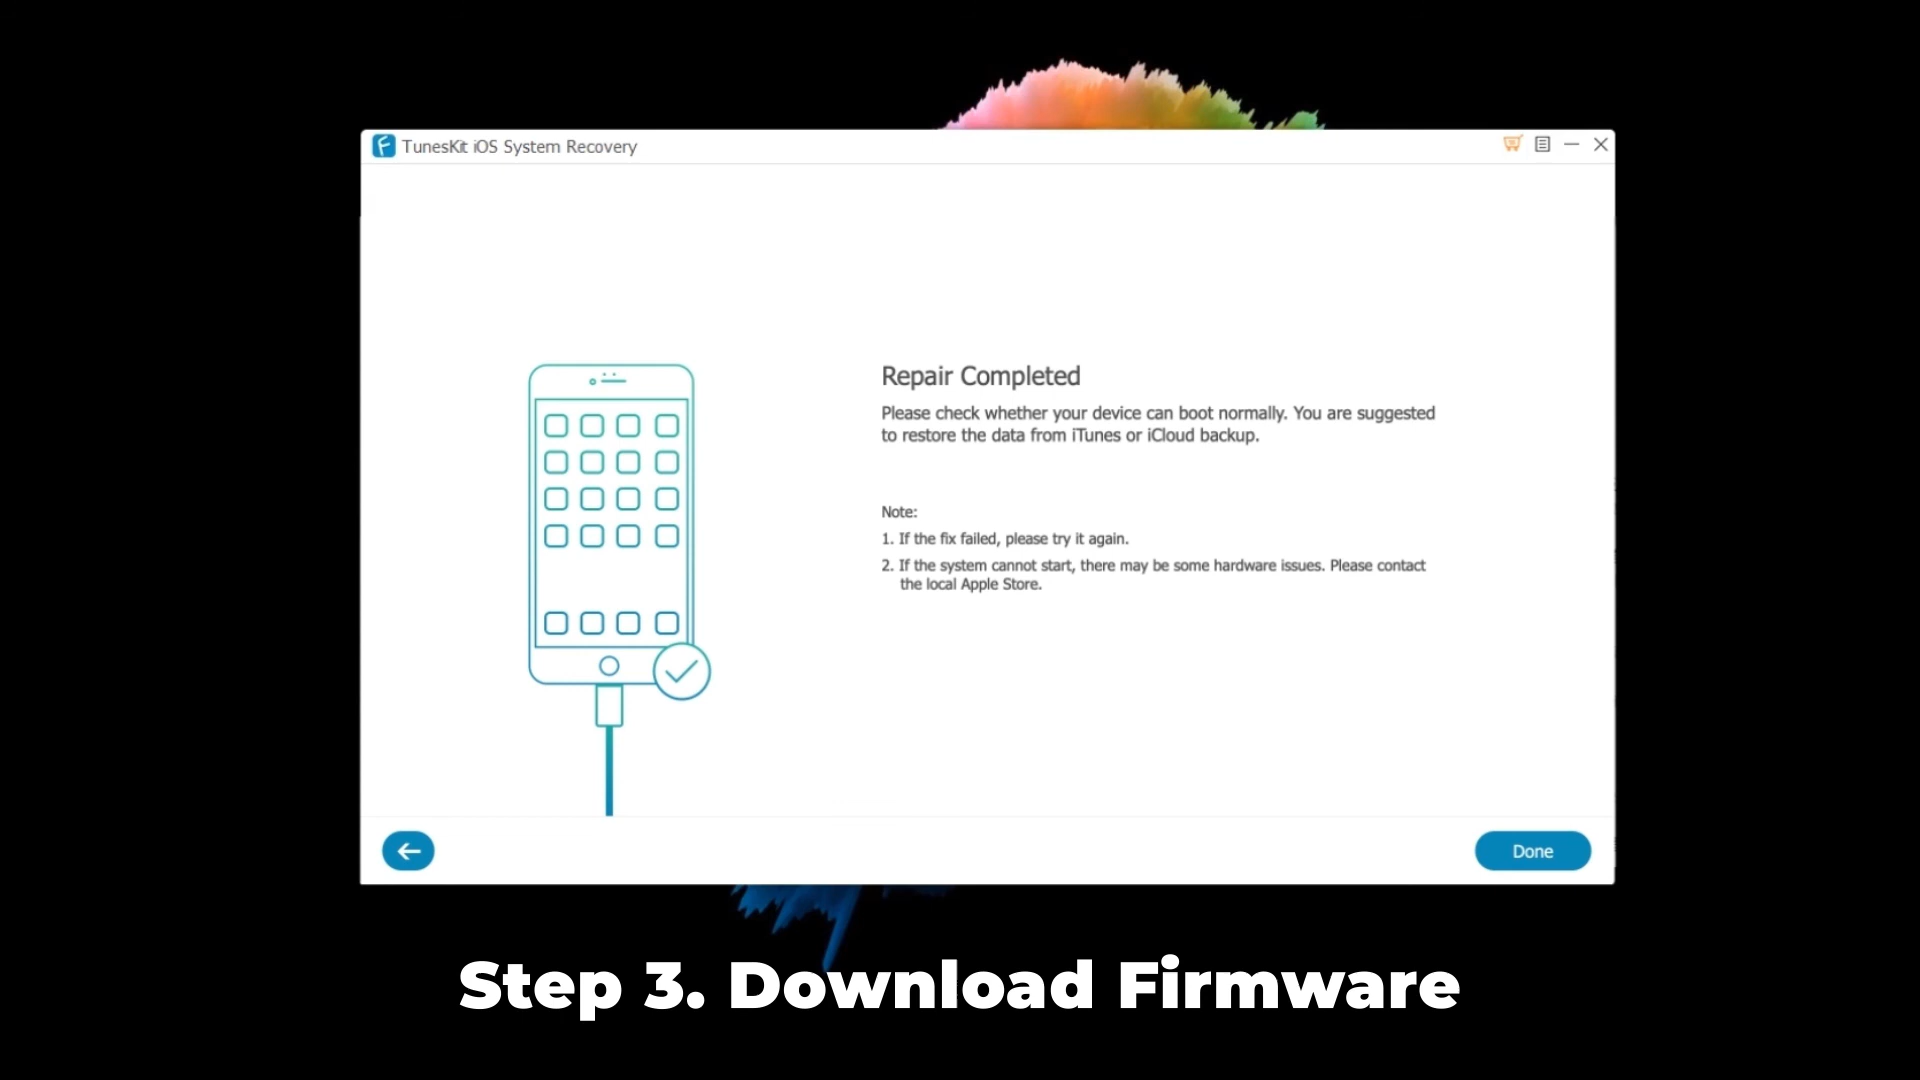 TunesKit iOS System Recovery
Repair Completed
Please check whether your device can boot normally. You are suggested
to restore the data from iTunes or iCloud backup.
Note:
1. If the fix failed, please try it again.
2. If the system cannot start, there may be some hardware issues. Please contact
the local Apple Store.
Done
Step 3. Download Firmware